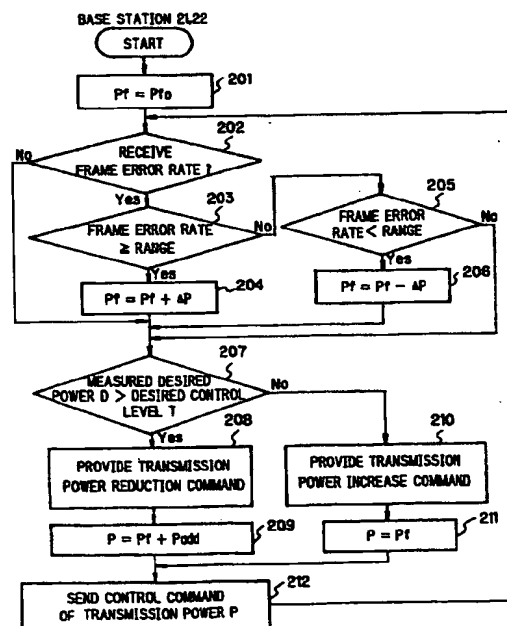 BASE STATION 21,22
START
201
Pf = Pfo
202
No
RECEIVE
FRAME ERROR RATE ?
Yes
203
205
FRAME ERROR RATE
≥ RANGE
No
FRAME ERROR
RATE < RANGE
No
Yes
204
Yes
206
Pf = Pf + ΔP
Pf = Pf - ΔP
207
MEASURED DESIRED
POWER D > DESIRED CONTROL
LEVEL T
No
Yes
208
210
PROVIDE TRANSMISSION
POWER REDUCTION COMMAND
PROVIDE TRANSMISSION
POWER INCREASE COMMAND
P = Pf + Padd
209
P = Pf
211
212
SEND CONTROL COMMAND
OF TRANSMISSION POWER P